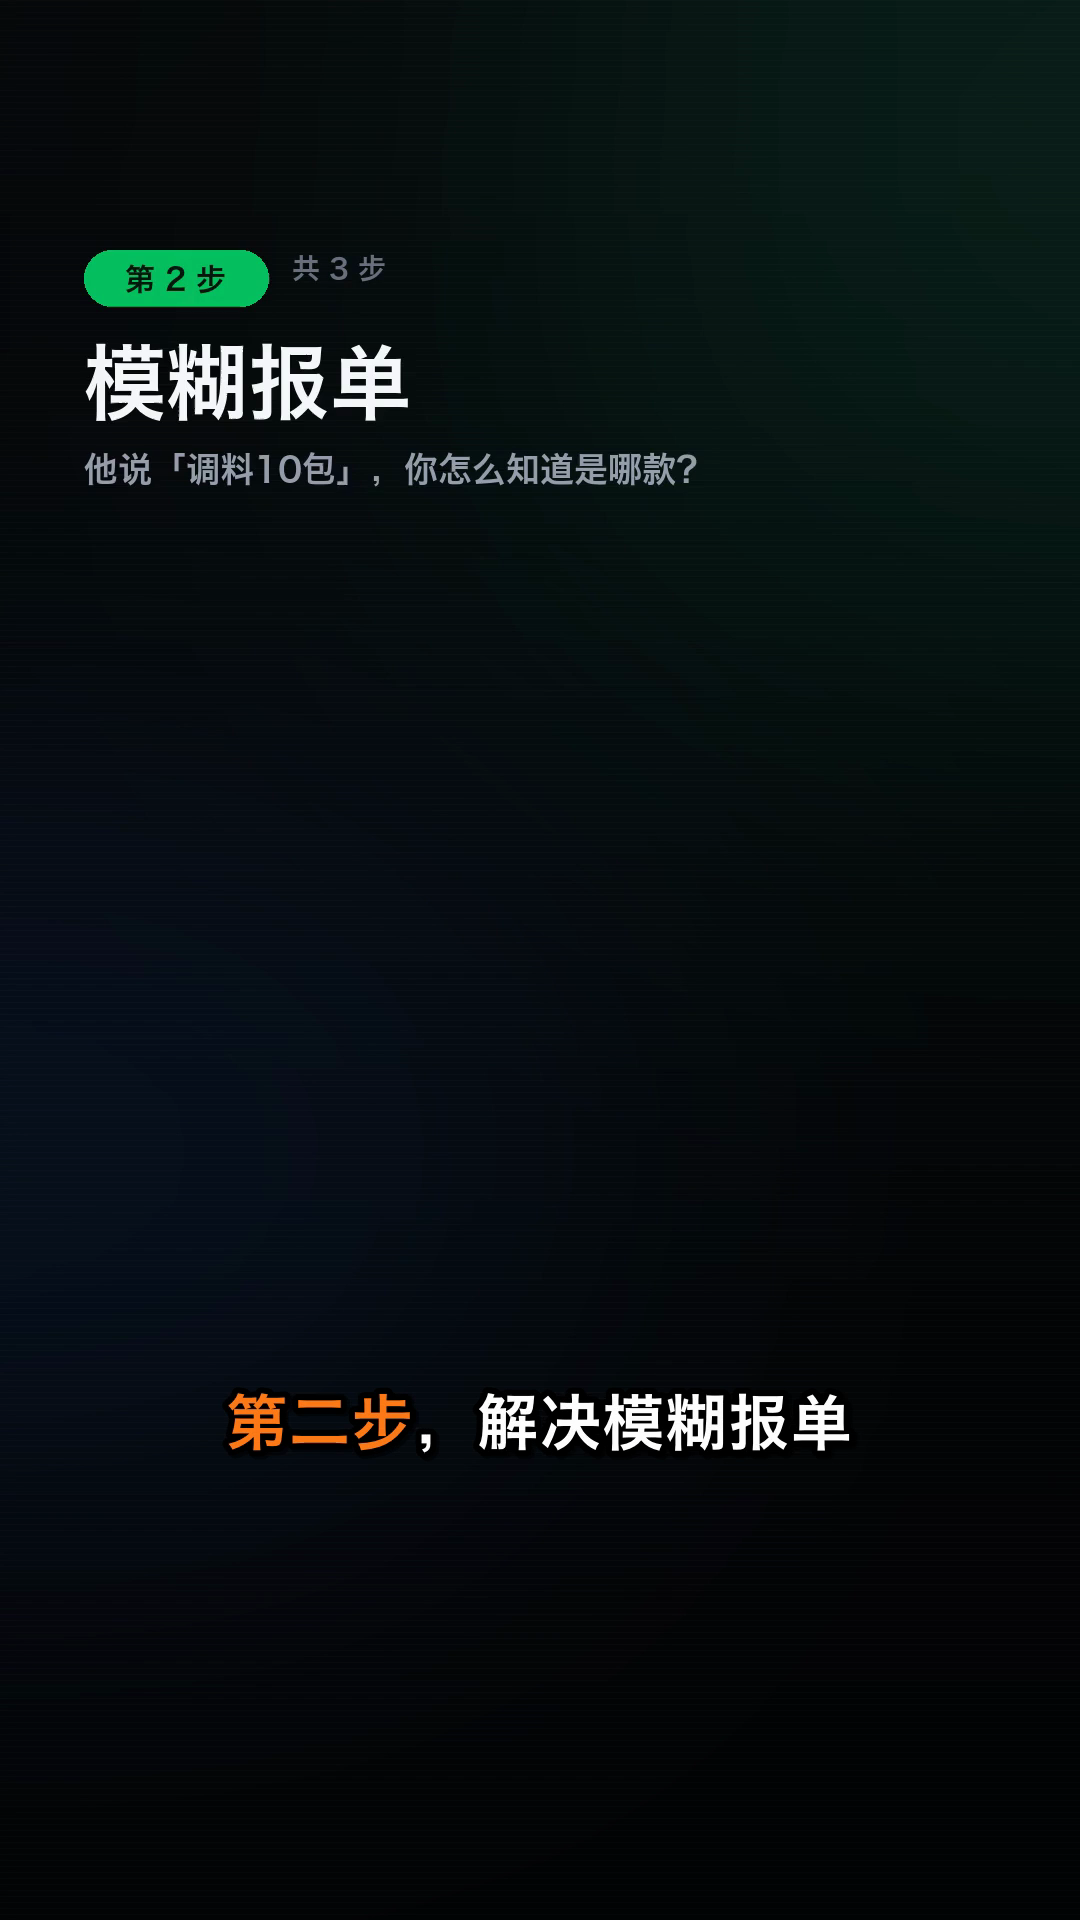 第 2 步
共 3 步
模糊报单
他说「调料10包」，你怎么知道是哪款？
第二步，解决模糊报单